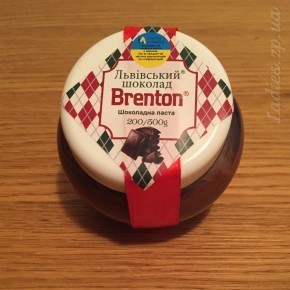 Львівський®
шоколад
Brenton®
Шоколадна паста
200/500g
Ladies.zp.ua